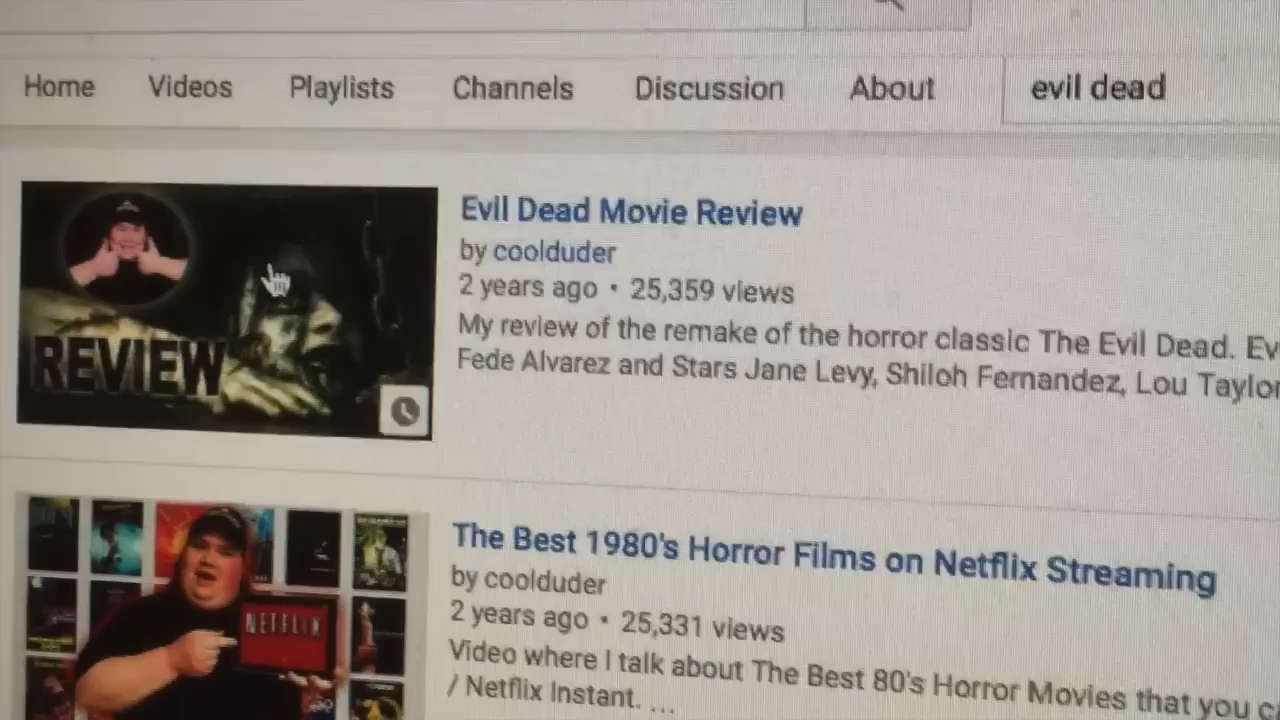 Home Videos Playlists Channels Discussion About evil dead
REVIEW
Evil Dead Movie Review
by coolduder
2 years ago • 25,359 views
My review of the remake of the horror classic The Evil Dead. Ev
Fede Alvarez and Stars Jane Levy, Shiloh Fernandez, Lou Taylor
NETFLIX
The Best 1980's Horror Films on Netflix Streaming
by coolduder
2 years ago • 25,331 views
Video where I talk about The Best 80's Horror Movies that you c
/ Netflix Instant. ...